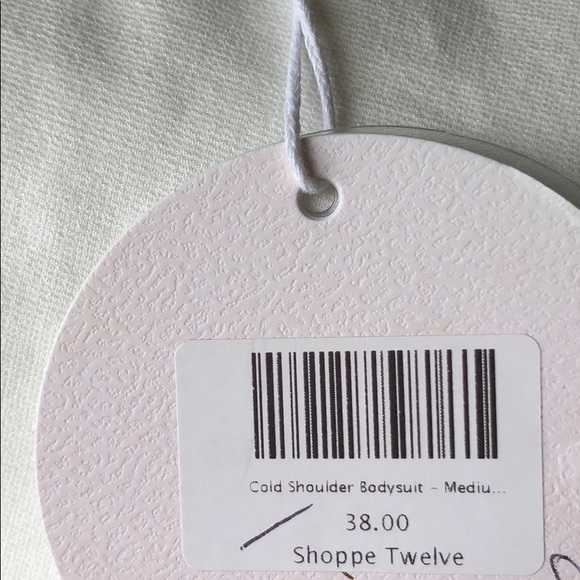 Cold Shoulder Bodysuit – Mediu...
38.00
Shoppe Twelve